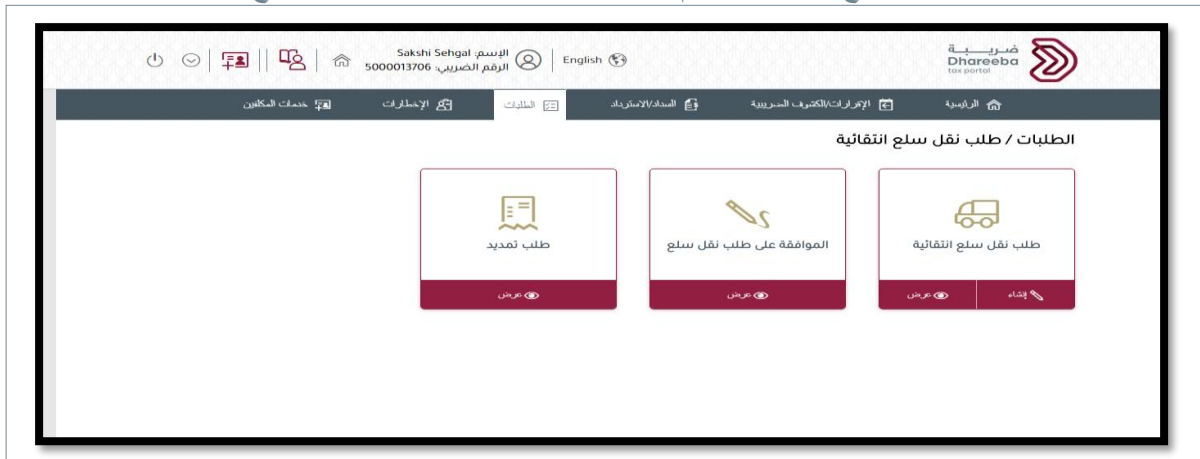 ضريبة
Dhareeba
tax portal
English
الإسم: Sakshi Sehgal
الرقم الضريبي: 5000013706
الرئيسية
الإقرارات/الكشوف الضريبية
السداد/الاسترداد
الطلبات
الإخطارات
خدمات المكلفين
الطلبات / طلب نقل سلع انتقائية
طلب نقل سلع انتقائية
إنشاء
عرض
الموافقة على طلب نقل سلع
عرض
طلب تمديد
عرض